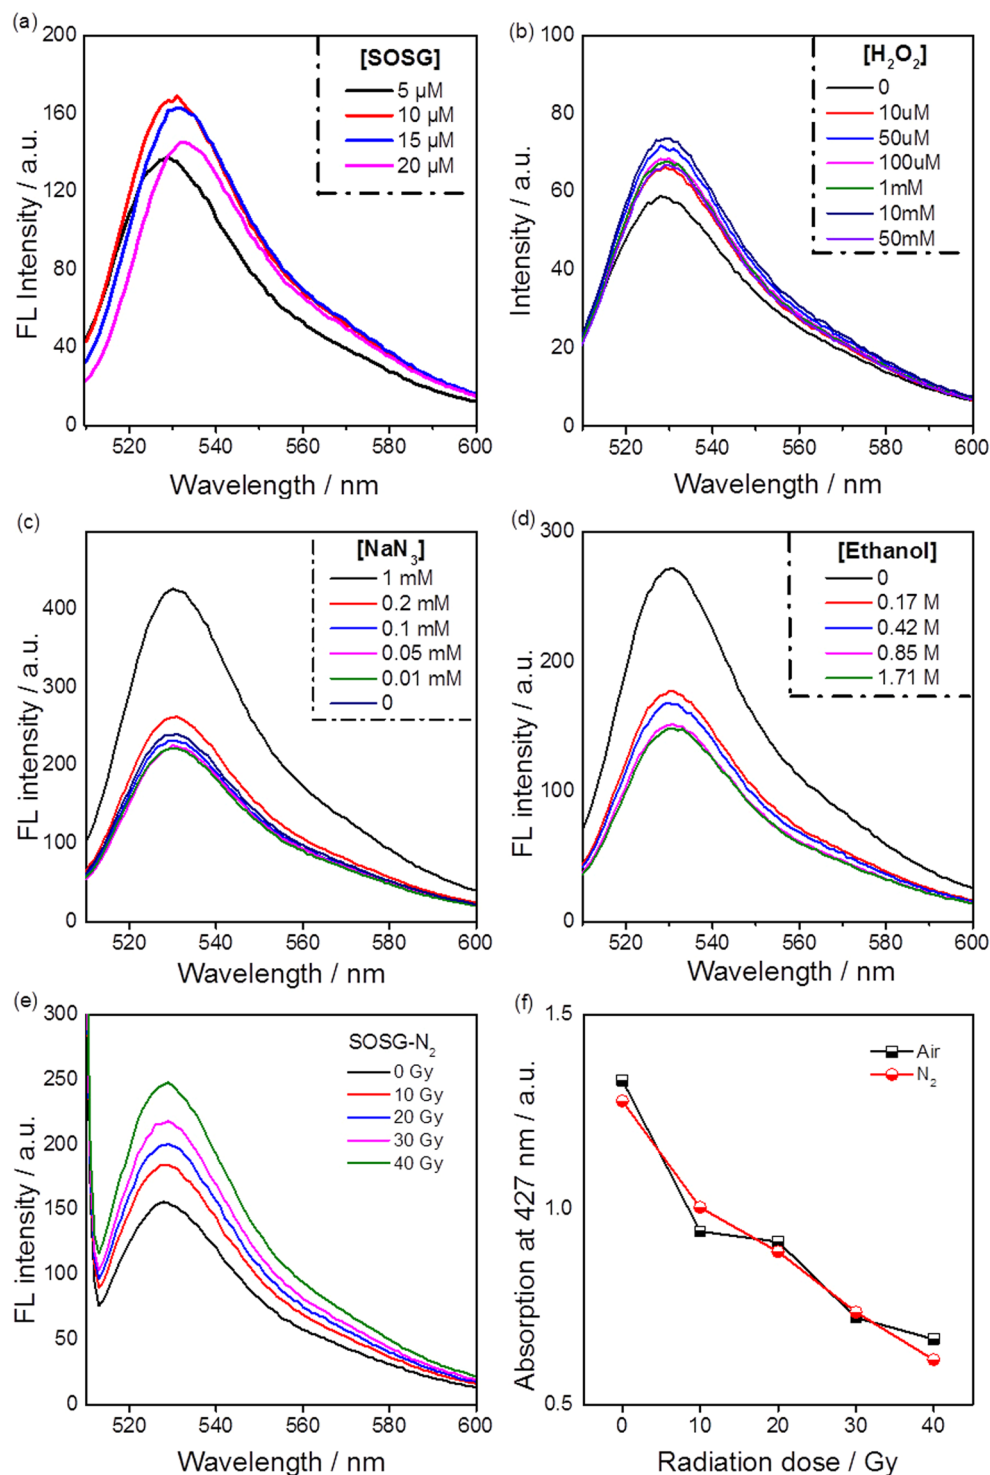 (a)
200
160
120
80
40
0
FL Intensity / a.u.
[SOSG]
5 µM
10 µM
15 µM
20 µM
520 540 560 580 600
Wavelength / nm
(b)
100
80
60
40
20
0
Intensity / a.u.
[H₂O₂]
0
10uM
50uM
100uM
1mM
10mM
50mM
520 540 560 580 600
Wavelength / nm
(c)
400
300
200
100
0
FL intensity / a.u.
[NaN₃]
1 mM
0.2 mM
0.1 mM
0.05 mM
0.01 mM
0
520 540 560 580 600
Wavelength / nm
(d)
300
200
100
0
FL intensity / a.u.
[Ethanol]
0
0.17 M
0.42 M
0.85 M
1.71 M
520 540 560 580 600
Wavelength / nm
(e)
300
250
200
150
100
50
0
FL intensity / a.u.
SOSG-N₂
0 Gy
10 Gy
20 Gy
30 Gy
40 Gy
520 540 560 580 600
Wavelength / nm
(f)
1.5
1.0
0.5
Absorption at 427 nm / a.u.
Air
N₂
0 10 20 30 40
Radiation dose / Gy